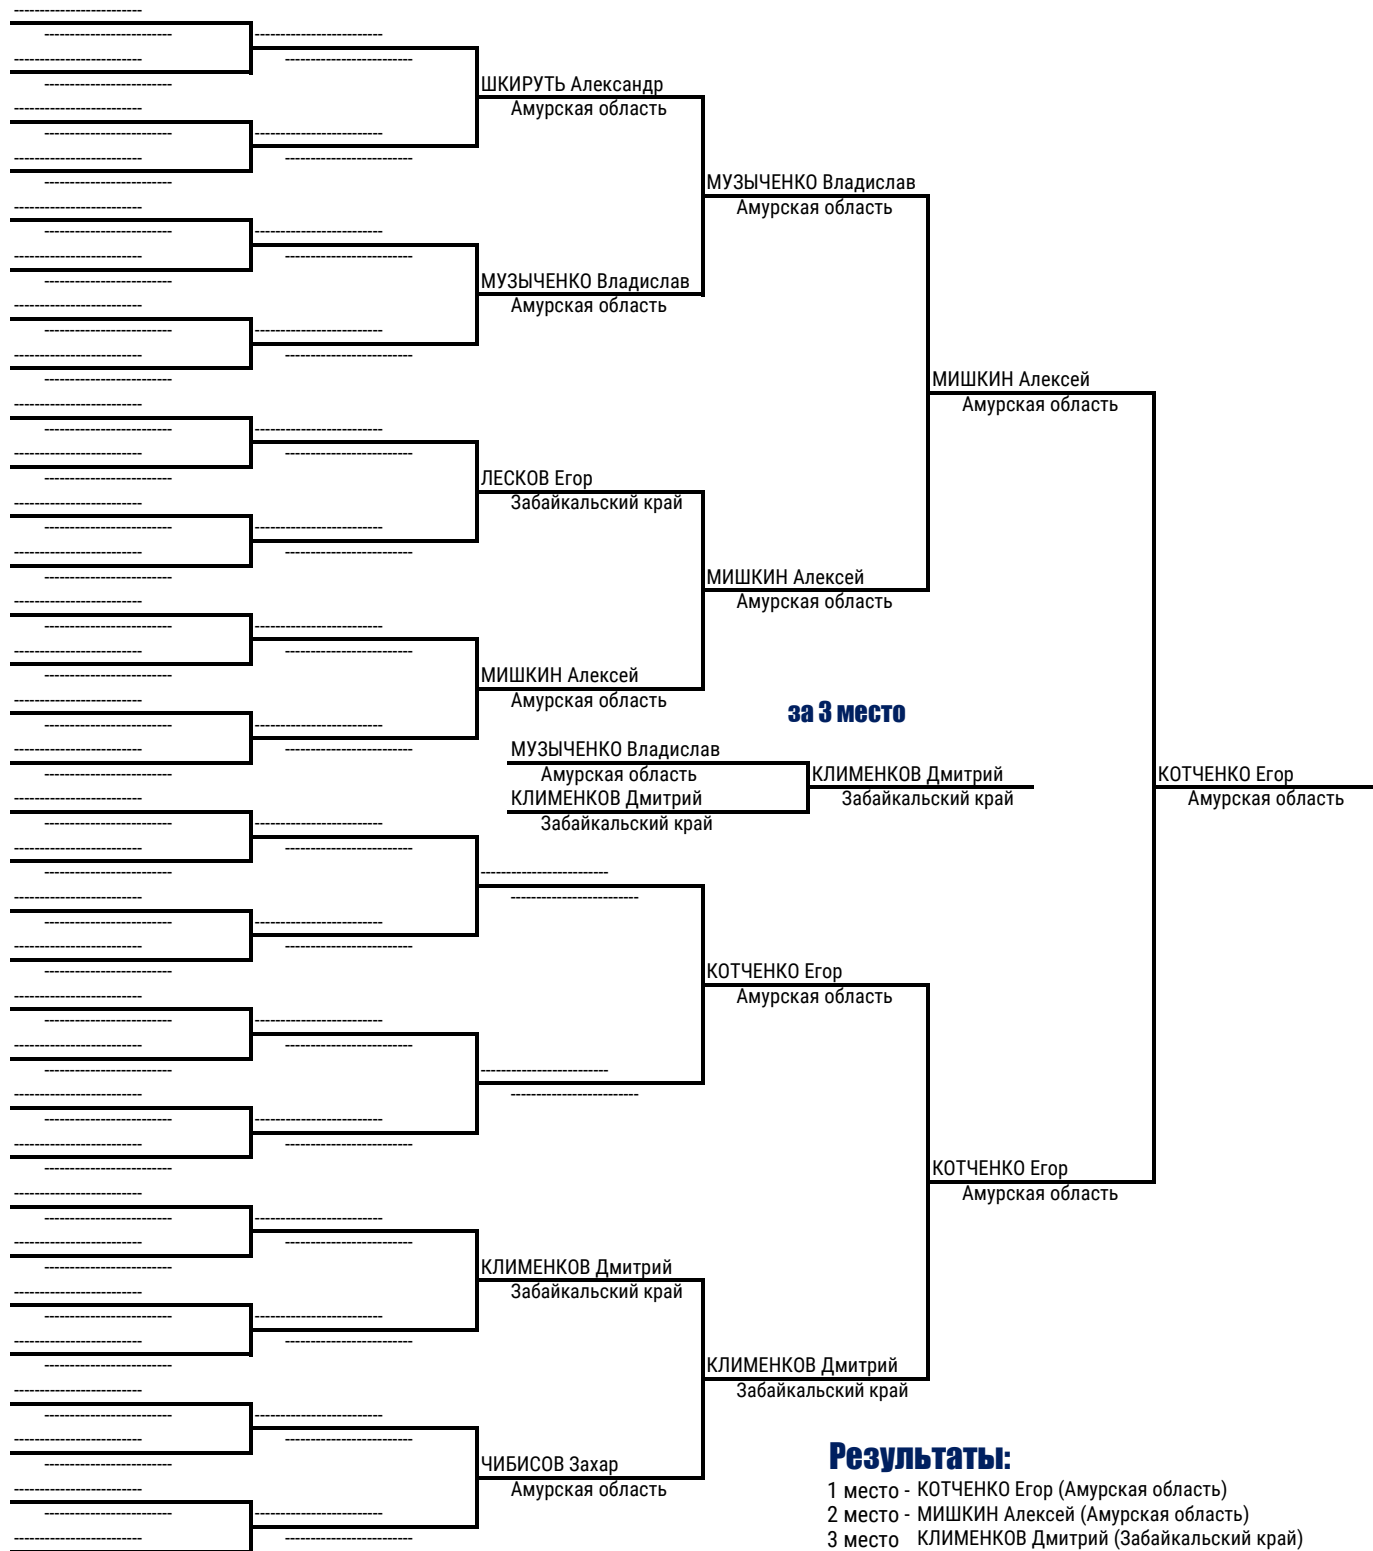 ШКИРУТЬ Александр
Амурская область
МУЗЫЧЕНКО Владислав
Амурская область
МУЗЫЧЕНКО Владислав
Амурская область
МИШКИН Алексей
Амурская область
ЛЕСКОВ Егор
Забайкальский край
МИШКИН Алексей
Амурская область
МИШКИН Алексей
Амурская область
за 3 место
МУЗЫЧЕНКО Владислав
Амурская область
КЛИМЕНКОВ Дмитрий
Забайкальский край
КЛИМЕНКОВ Дмитрий
Забайкальский край
КОТЧЕНКО Егор
Амурская область
КОТЧЕНКО Егор
Амурская область
КОТЧЕНКО Егор
Амурская область
КЛИМЕНКОВ Дмитрий
Забайкальский край
КЛИМЕНКОВ Дмитрий
Забайкальский край
ЧИБИСОВ Захар
Амурская область
Результаты:
1 место - КОТЧЕНКО Егор (Амурская область)
2 место - МИШКИН Алексей (Амурская область)
3 место КЛИМЕНКОВ Дмитрий (Забайкальский край)